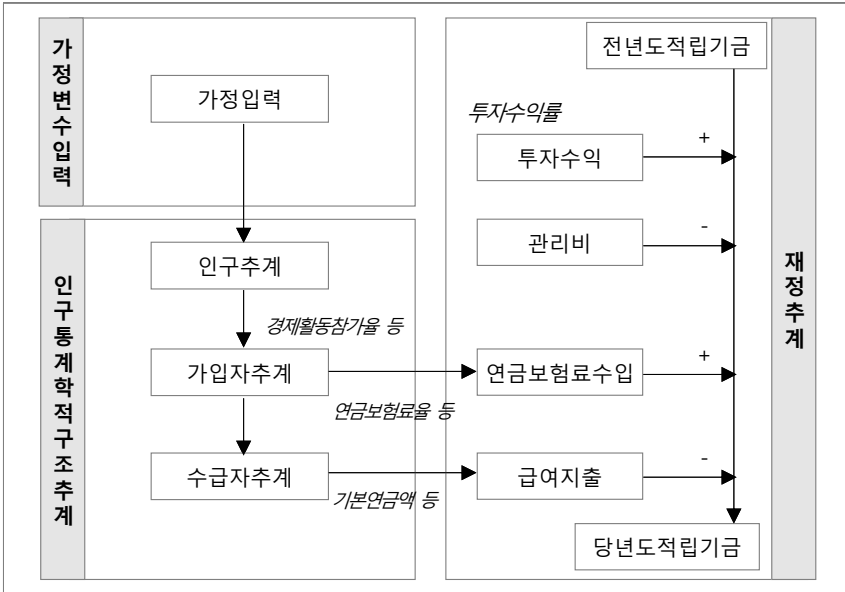 가정변수입력
가정입력
인구통계학적구조추계
인구추계
경제활동참가율 등
가입자추계
연금보험료율 등
수급자추계
기본연금액 등
전년도적립기금
투자수익률
투자수익
+
관리비
-
연금보험료수입
+
급여지출
-
당년도적립기금
재정추계